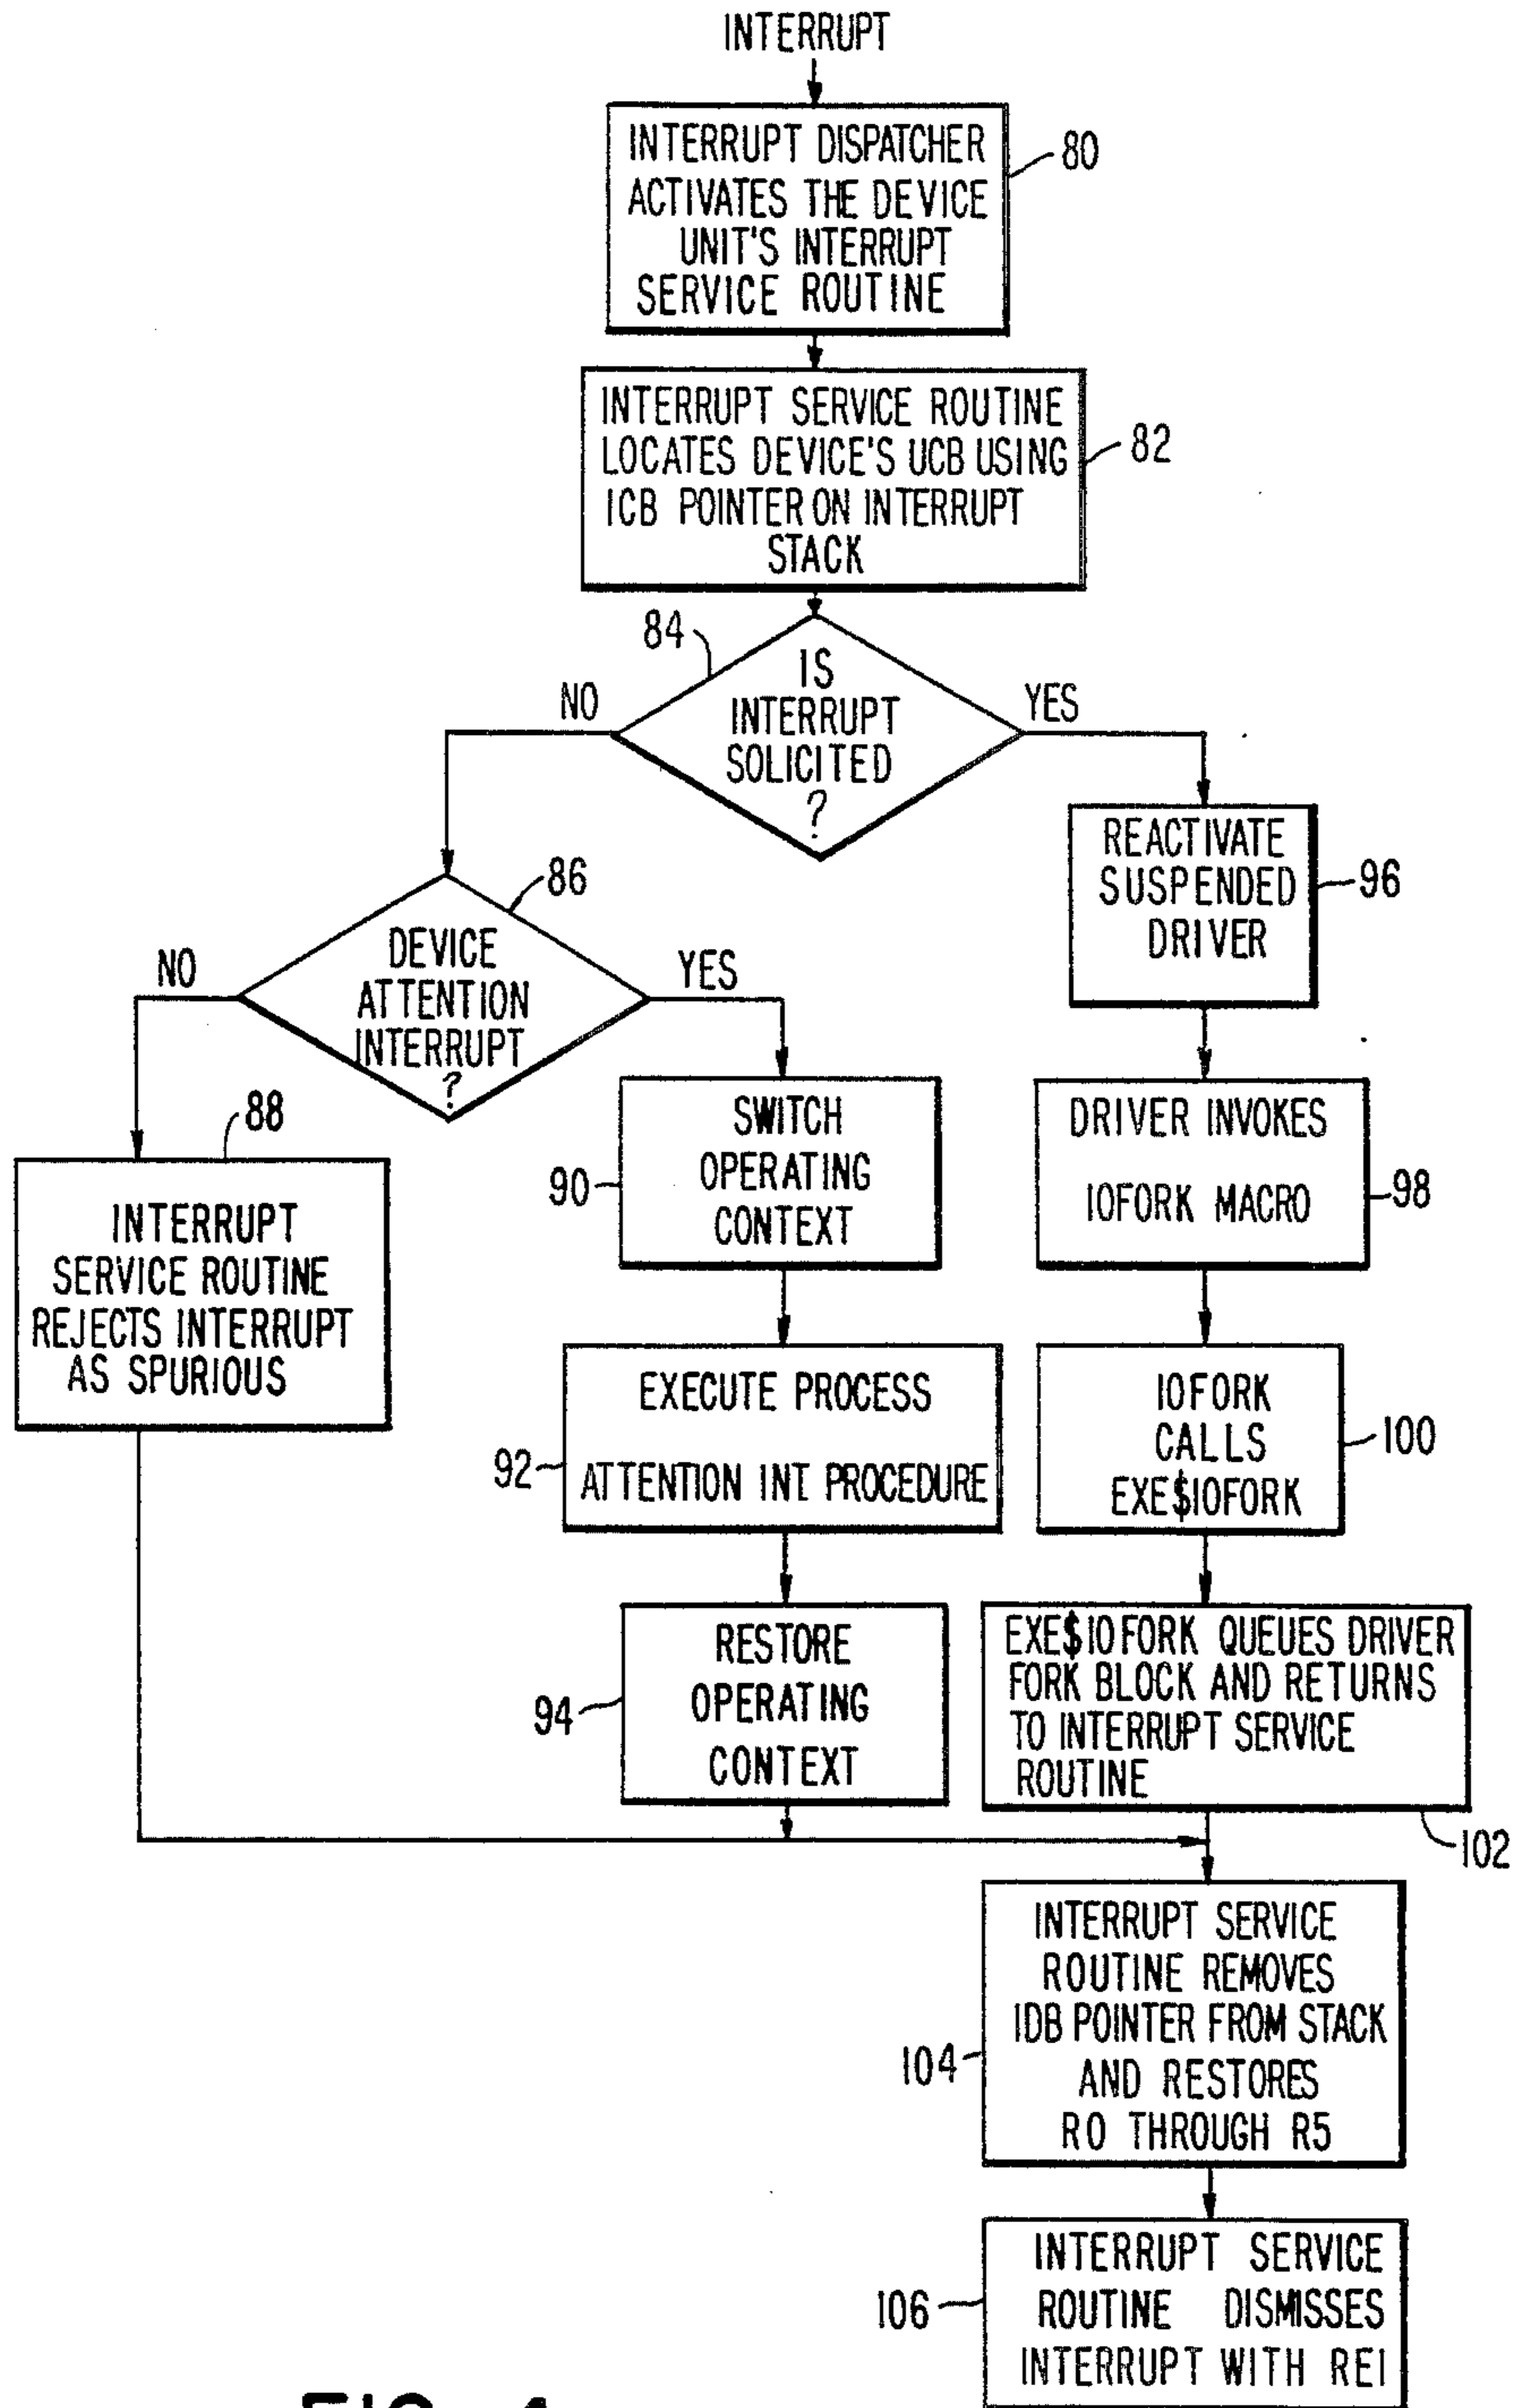 INTERRUPT
INTERRUPT DISPATCHER
ACTIVATES THE DEVICE
UNIT'S INTERRUPT
SERVICE ROUTINE
80
INTERRUPT SERVICE ROUTINE
LOCATES DEVICE'S UCB USING
ICB POINTER ON INTERRUPT
STACK
82
84
IS
INTERRUPT
SOLICITED
?
NO
YES
86
DEVICE
ATTENTION
INTERRUPT
?
NO
YES
REACTIVATE
SUSPENDED
DRIVER
96
88
INTERRUPT
SERVICE ROUTINE
REJECTS INTERRUPT
AS SPURIOUS
SWITCH
OPERATING
CONTEXT
90
DRIVER INVOKES
IOFORK MACRO
98
EXECUTE PROCESS
ATTENTION INT PROCEDURE
92
IOFORK
CALLS
EXE$IOFORK
100
RESTORE
OPERATING
CONTEXT
94
EXE$IOFORK QUEUES DRIVER
FORK BLOCK AND RETURNS
TO INTERRUPT SERVICE
ROUTINE
102
INTERRUPT SERVICE
ROUTINE REMOVES
IDB POINTER FROM STACK
AND RESTORES
R0 THROUGH R5
104
INTERRUPT SERVICE
ROUTINE DISMISSES
INTERRUPT WITH REI
106